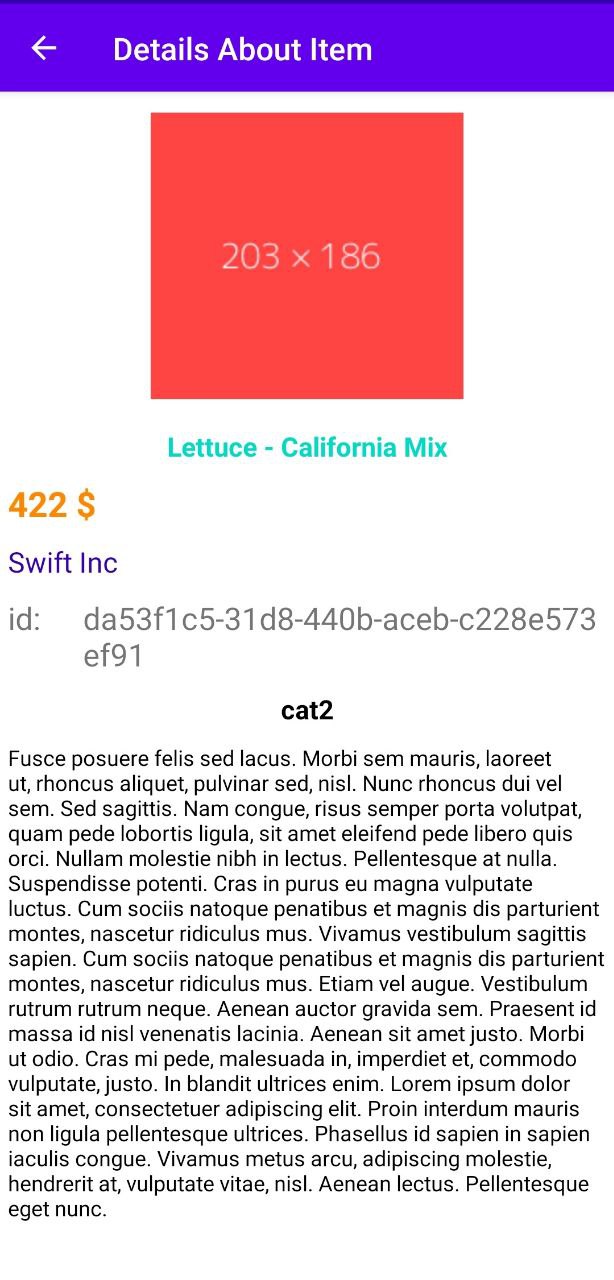 Details About Item
203 × 186
Lettuce - California Mix
422 $
Swift Inc
id: da53f1c5-31d8-440b-aceb-c228e573
ef91
cat2
Fusce posuere felis sed lacus. Morbi sem mauris, laoreet
ut, rhoncus aliquet, pulvinar sed, nisl. Nunc rhoncus dui vel
sem. Sed sagittis. Nam congue, risus semper porta volutpat,
quam pede lobortis ligula, sit amet eleifend pede libero quis
orci. Nullam molestie nibh in lectus. Pellentesque at nulla.
Suspendisse potenti. Cras in purus eu magna vulputate
luctus. Cum sociis natoque penatibus et magnis dis parturient
montes, nascetur ridiculus mus. Vivamus vestibulum sagittis
sapien. Cum sociis natoque penatibus et magnis dis parturient
montes, nascetur ridiculus mus. Etiam vel augue. Vestibulum
rutrum rutrum neque. Aenean auctor gravida sem. Praesent id
massa id nisl venenatis lacinia. Aenean sit amet justo. Morbi
ut odio. Cras mi pede, malesuada in, imperdiet et, commodo
vulputate, justo. In blandit ultrices enim. Lorem ipsum dolor
sit amet, consectetuer adipiscing elit. Proin interdum mauris
non ligula pellentesque ultrices. Phasellus id sapien in sapien
iaculis congue. Vivamus metus arcu, adipiscing molestie,
hendrerit at, vulputate vitae, nisl. Aenean lectus. Pellentesque
eget nunc.